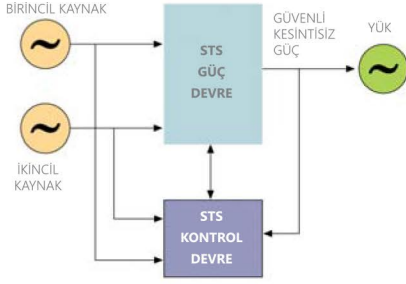 BİRİNCİL KAYNAK
STS
GÜÇ
DEVRE
GÜVENLİ
KESİNTİSİZ
GÜÇ
YÜK
İKİNCİL
KAYNAK
STS
KONTROL
DEVRE